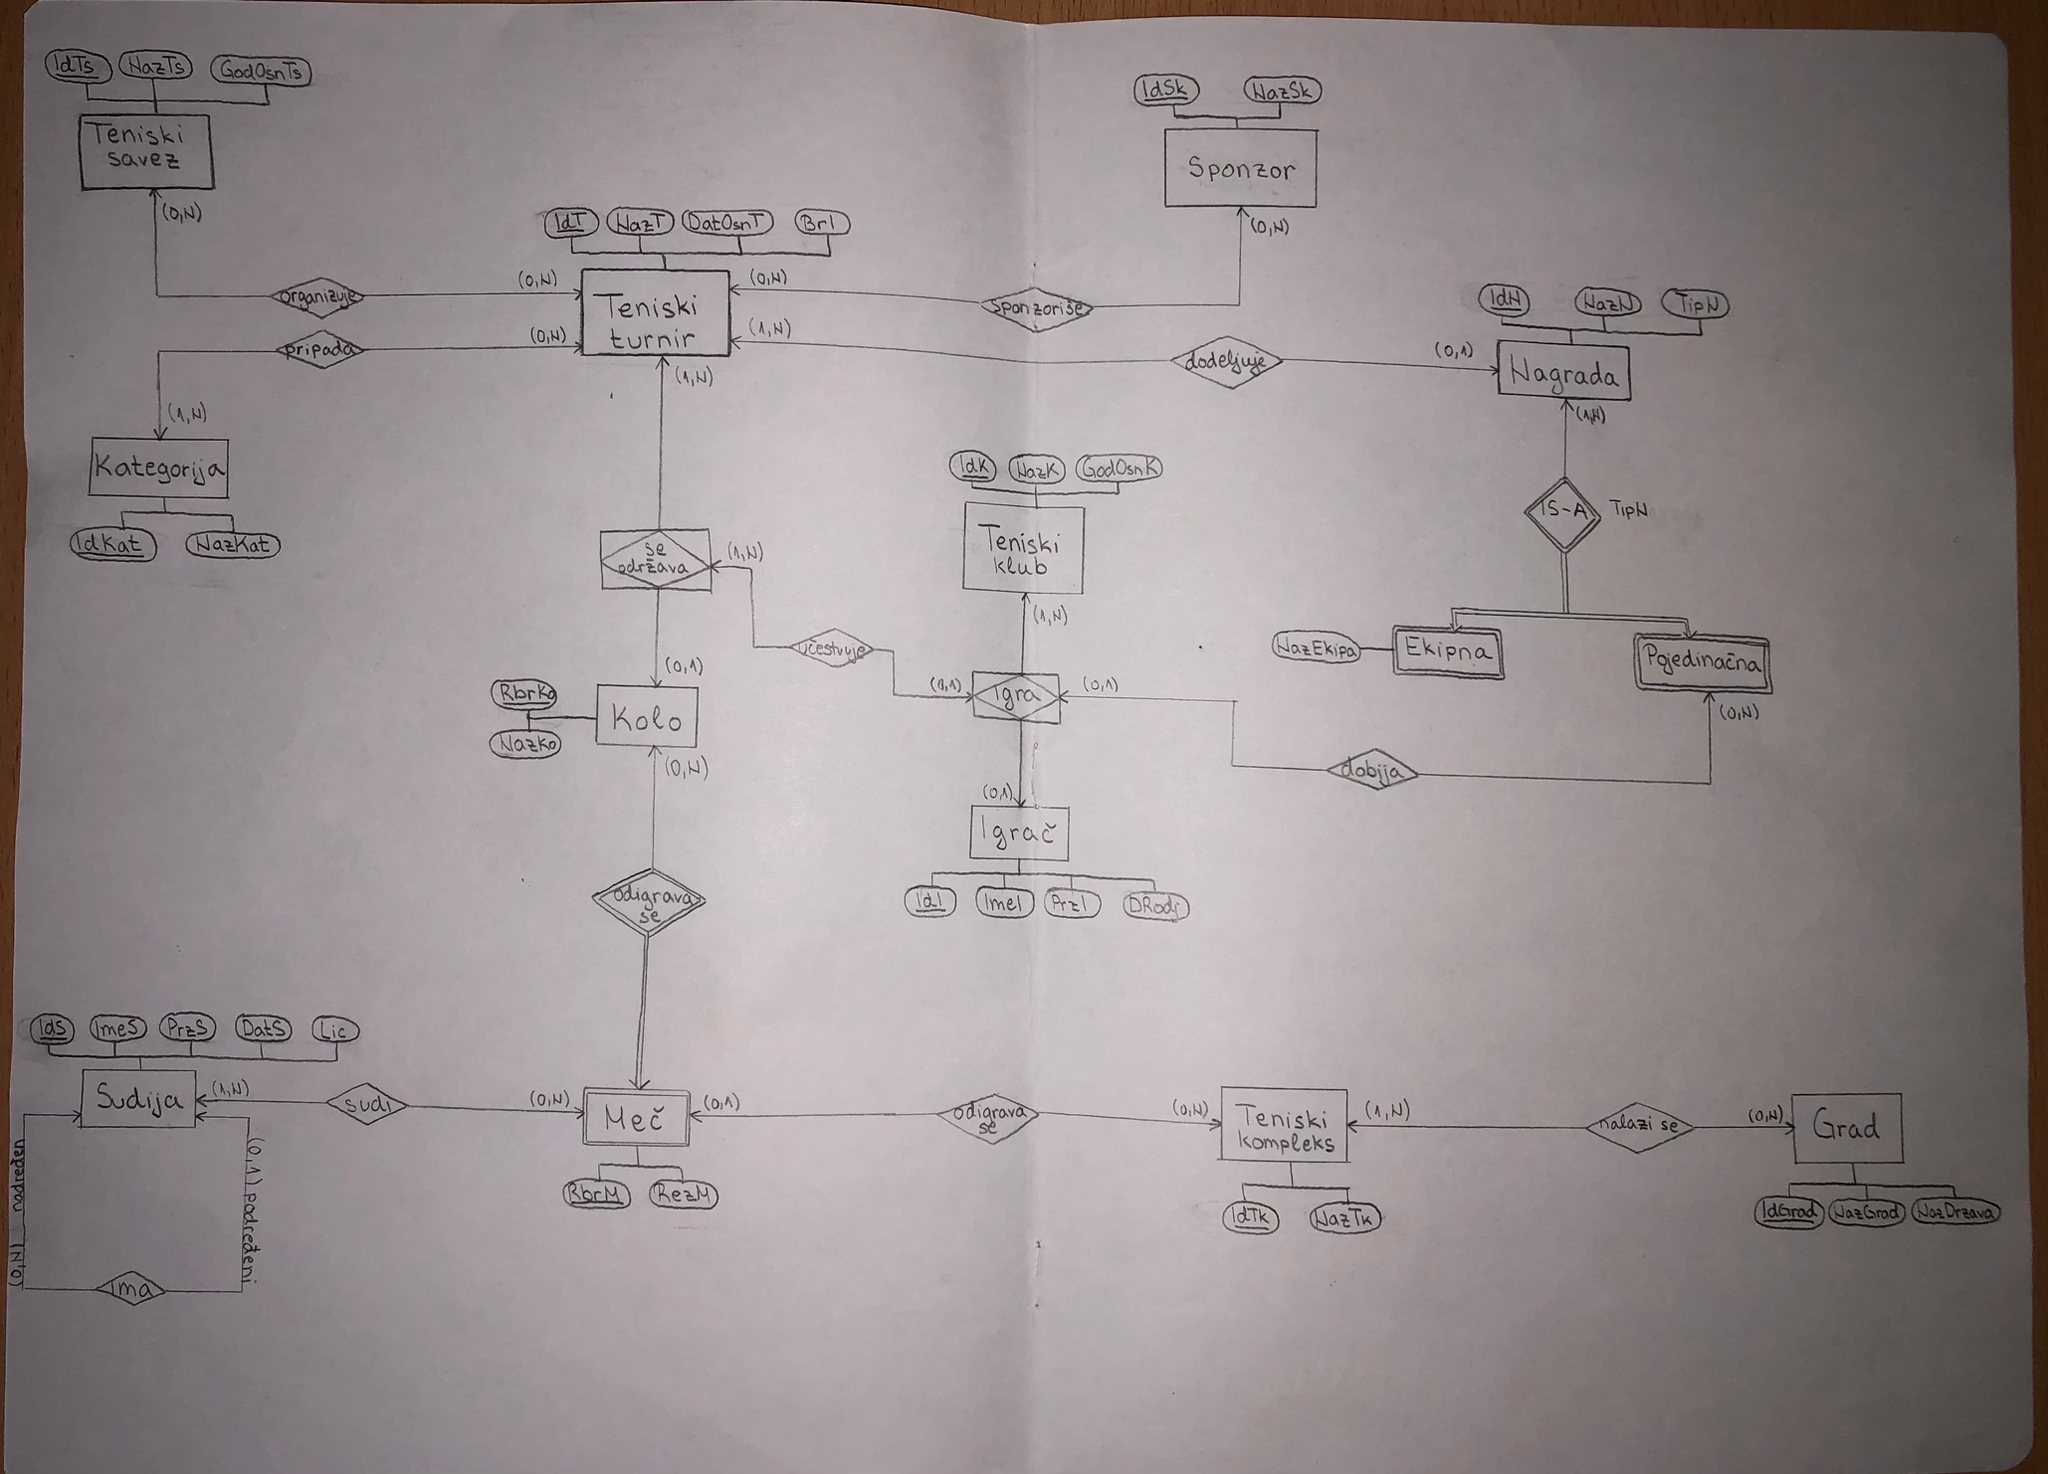 IdTs NazTs GodOsnTs
Teniski
savez
(0,N)
IdSk NazSk
Sponzor
(0,N)
IdT NazT DatOsnT BrI
Teniski
turnir
(0,N)
(0,N)
(0,N)
(1,N)
(1,N)
organizuje
pripada
sponzoriše
dodeljuje
(0,1)
IdN NazN TipN
Nagrada
(1,N)
IS-A TipN
NazEkipa
Ekipna
Pojedinačna
(0,N)
(1,N)
Kategorija
IdKat NazKat
IdK NazK GodOsnK
Teniski
klub
(1,N)
se
održava
(1,N)
učestvuje
(0,1)
Igra
(0,1)
dobija
(0,1)
RbrKo
NazKo
Kolo
(0,N)
(0,1)
Igrač
IdI ImeI PrzI DRodj
odigrava
se
IdS ImeS PrzS DatS Lic
Sudija
(1,N)
sudi
(0,N)
Meč
(0,1)
RbrM RezM
odigrava
se
(0,N)
Teniski
kompleks
(1,N)
IdTk NazTk
nalazi se
(0,N)
Grad
IdGrad NazGrad NazDrzava
(0,N) nadređen
(0,1) podređeni
ima